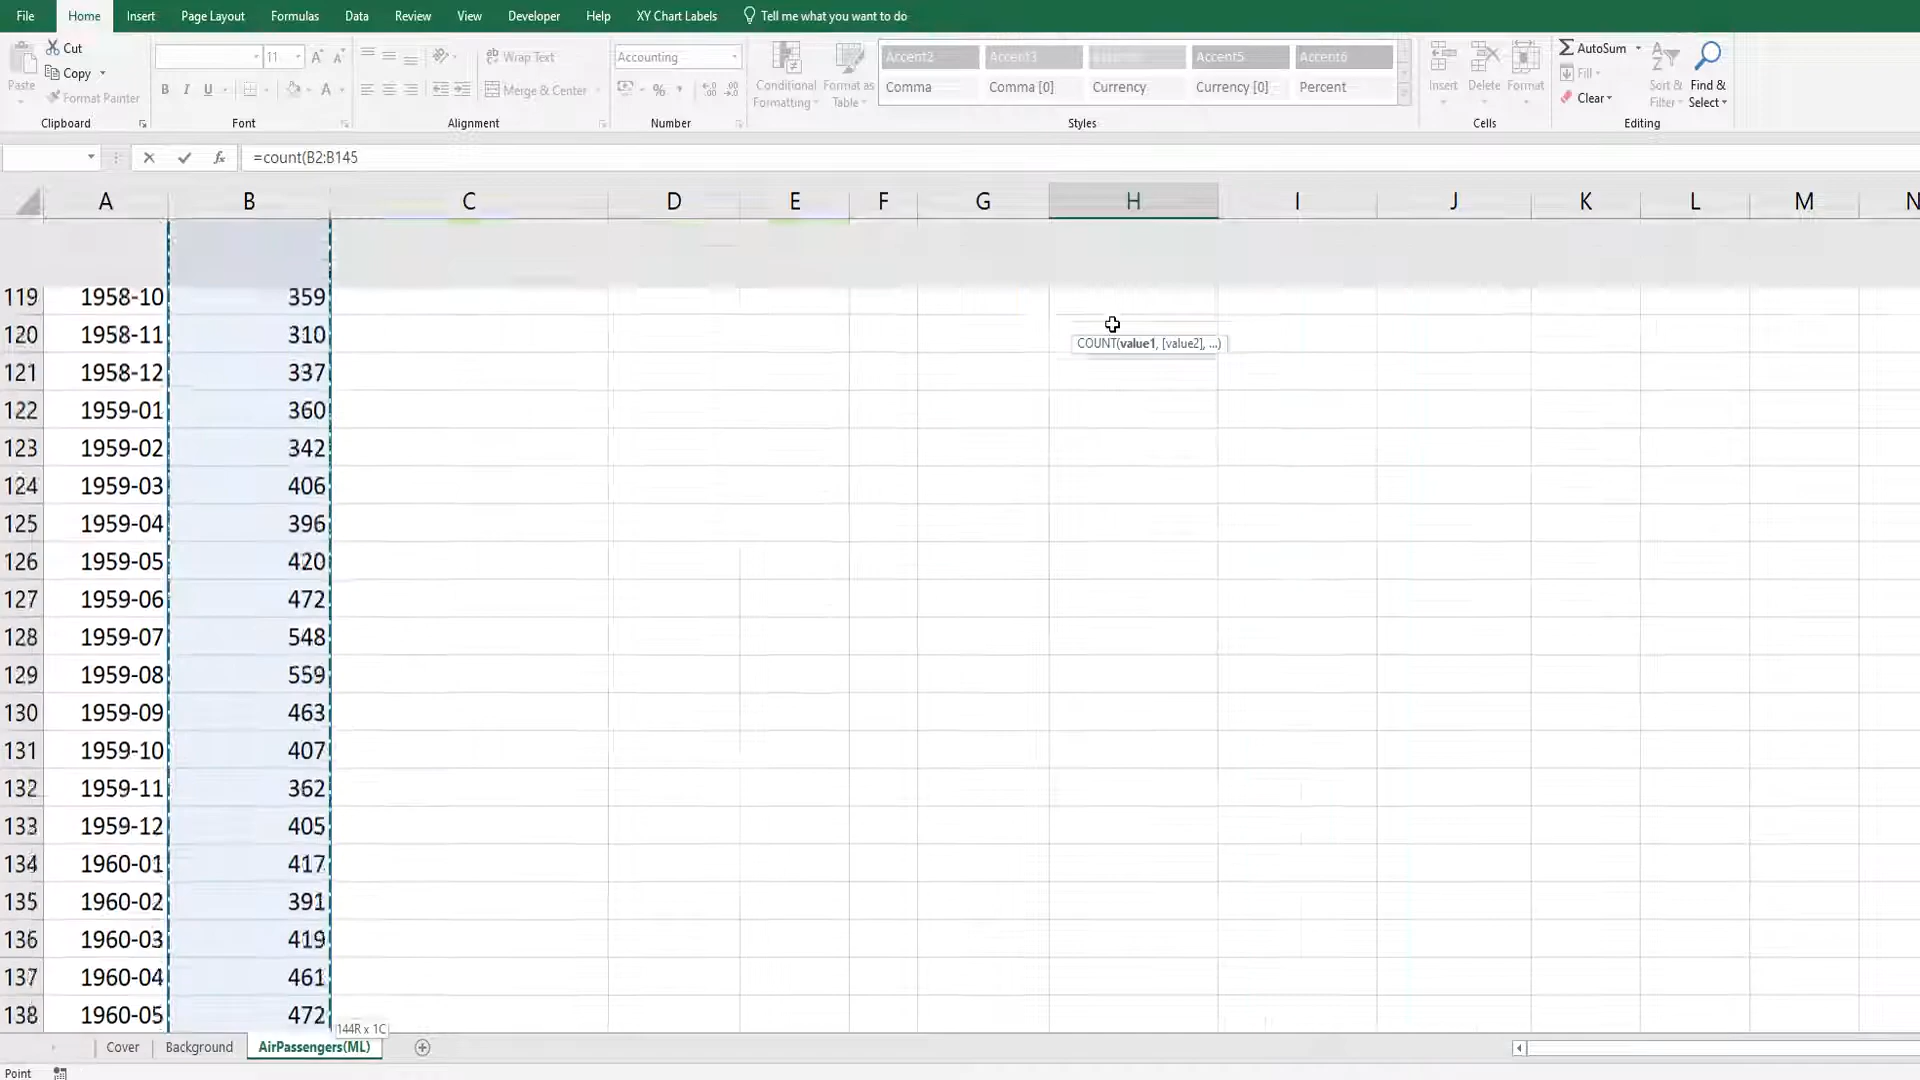 File Home Insert Page Layout Formulas Data Review View Developer Help XY Chart Labels Tell me what you want to do
Paste
Cut
Copy
Format Painter
Clipboard
11 A A
B I U A
Font
Wrap Text
Merge & Center
Alignment
Accounting
%
Number
Conditional Formatting
Format as Table
Accent2 Accent3 Accent5 Accent6
Comma Comma [0] Currency Currency [0] Percent
Styles
Insert Delete Format
Cells
AutoSum
Fill
Clear
Sort & Filter
Find & Select
Editing
fx =count(B2:B145
A B C D E F G H I J K L M N
119 1958-10 359
120 1958-11 310
COUNT(value1, [value2], ...)
121 1958-12 337
122 1959-01 360
123 1959-02 342
124 1959-03 406
125 1959-04 396
126 1959-05 420
127 1959-06 472
128 1959-07 548
129 1959-08 559
130 1959-09 463
131 1959-10 407
132 1959-11 362
133 1959-12 405
134 1960-01 417
135 1960-02 391
136 1960-03 419
137 1960-04 461
138 1960-05 472
144R x 1C
Cover Background AirPassengers(ML)
Point